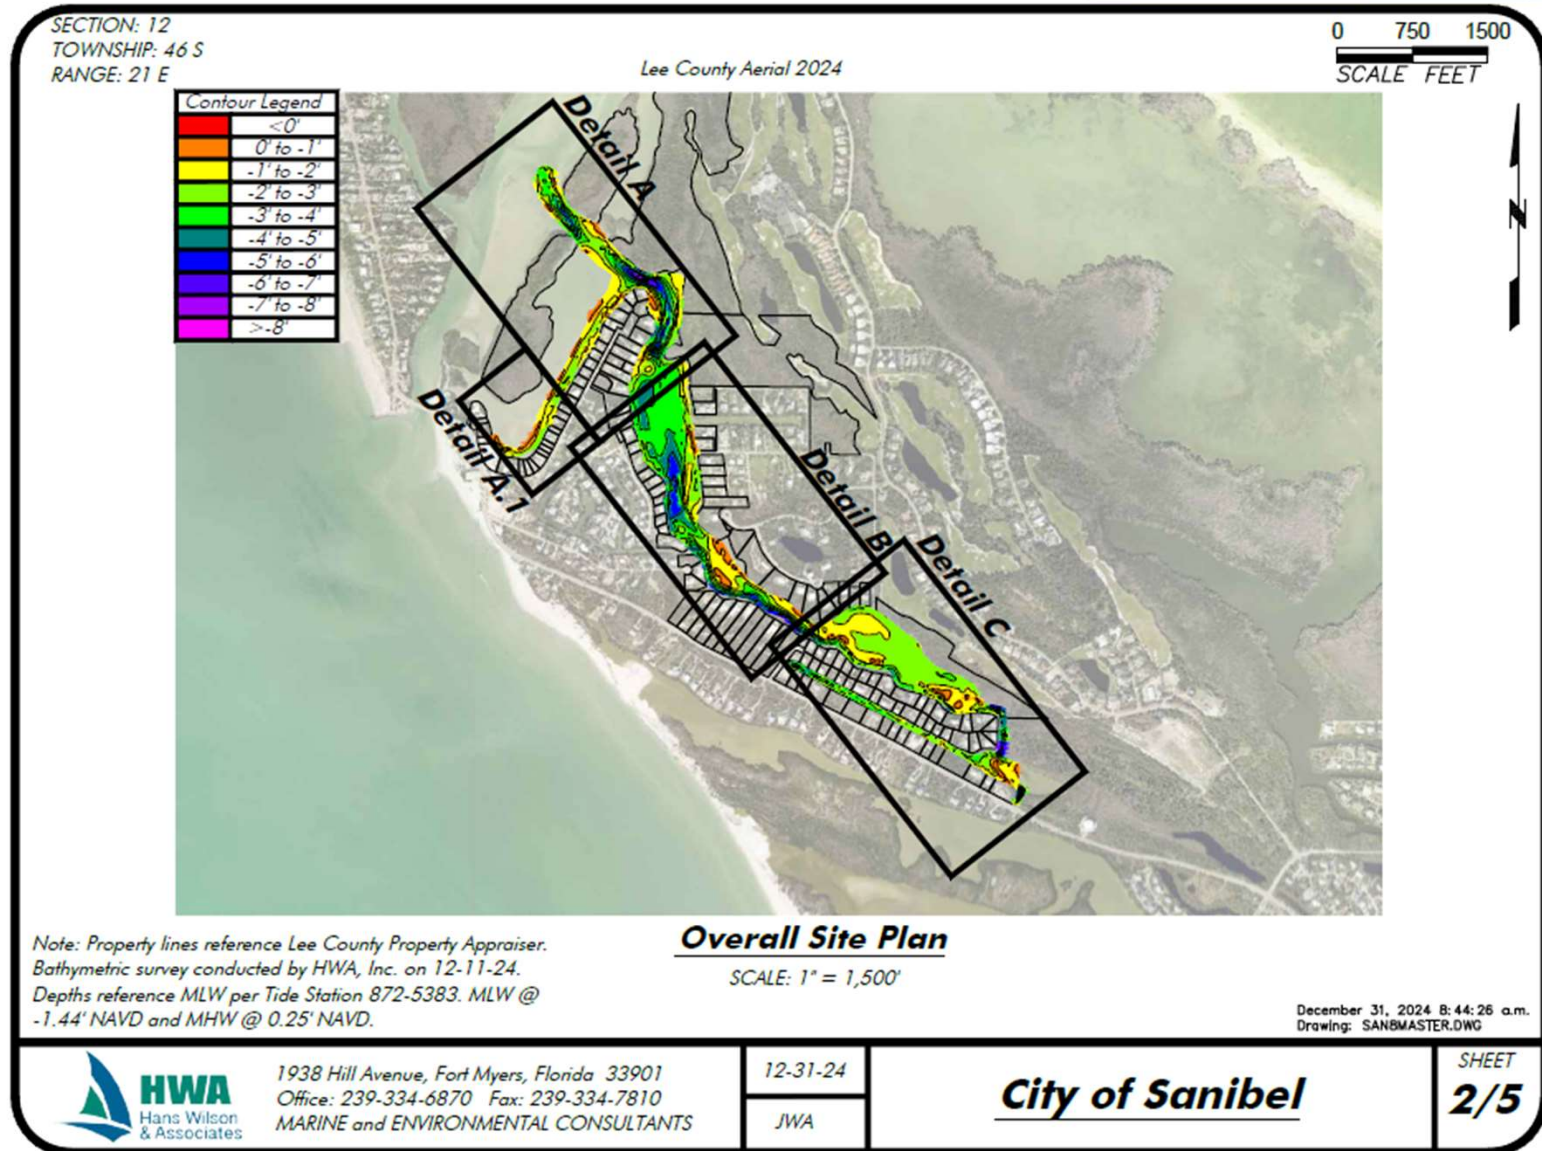 SECTION: 12
TOWNSHIP: 46 S
RANGE: 21 E
Lee County Aerial 2024
0 750 1500
SCALE FEET
Contour Legend
<0'
0' to -1'
-1' to -2'
-2' to -3'
-3' to -4'
-4' to -5'
-5' to -6'
-6' to -7'
-7' to -8'
>-8'
N
Detail A
Detail A.1
Detail B
Detail C
Overall Site Plan
SCALE: 1" = 1,500'
Note: Property lines reference Lee County Property Appraiser.
Bathymetric survey conducted by HWA, Inc. on 12-11-24.
Depths reference MLW per Tide Station 872-5383. MLW @
-1.44' NAVD and MHW @ 0.25' NAVD.
December 31, 2024 8:44:26 a.m.
Drawing: SAN8MASTER.DWG
HWA
Hans Wilson
& Associates
1938 Hill Avenue, Fort Myers, Florida 33901
Office: 239-334-6870 Fax: 239-334-7810
MARINE and ENVIRONMENTAL CONSULTANTS
12-31-24
JWA
City of Sanibel
SHEET
2/5